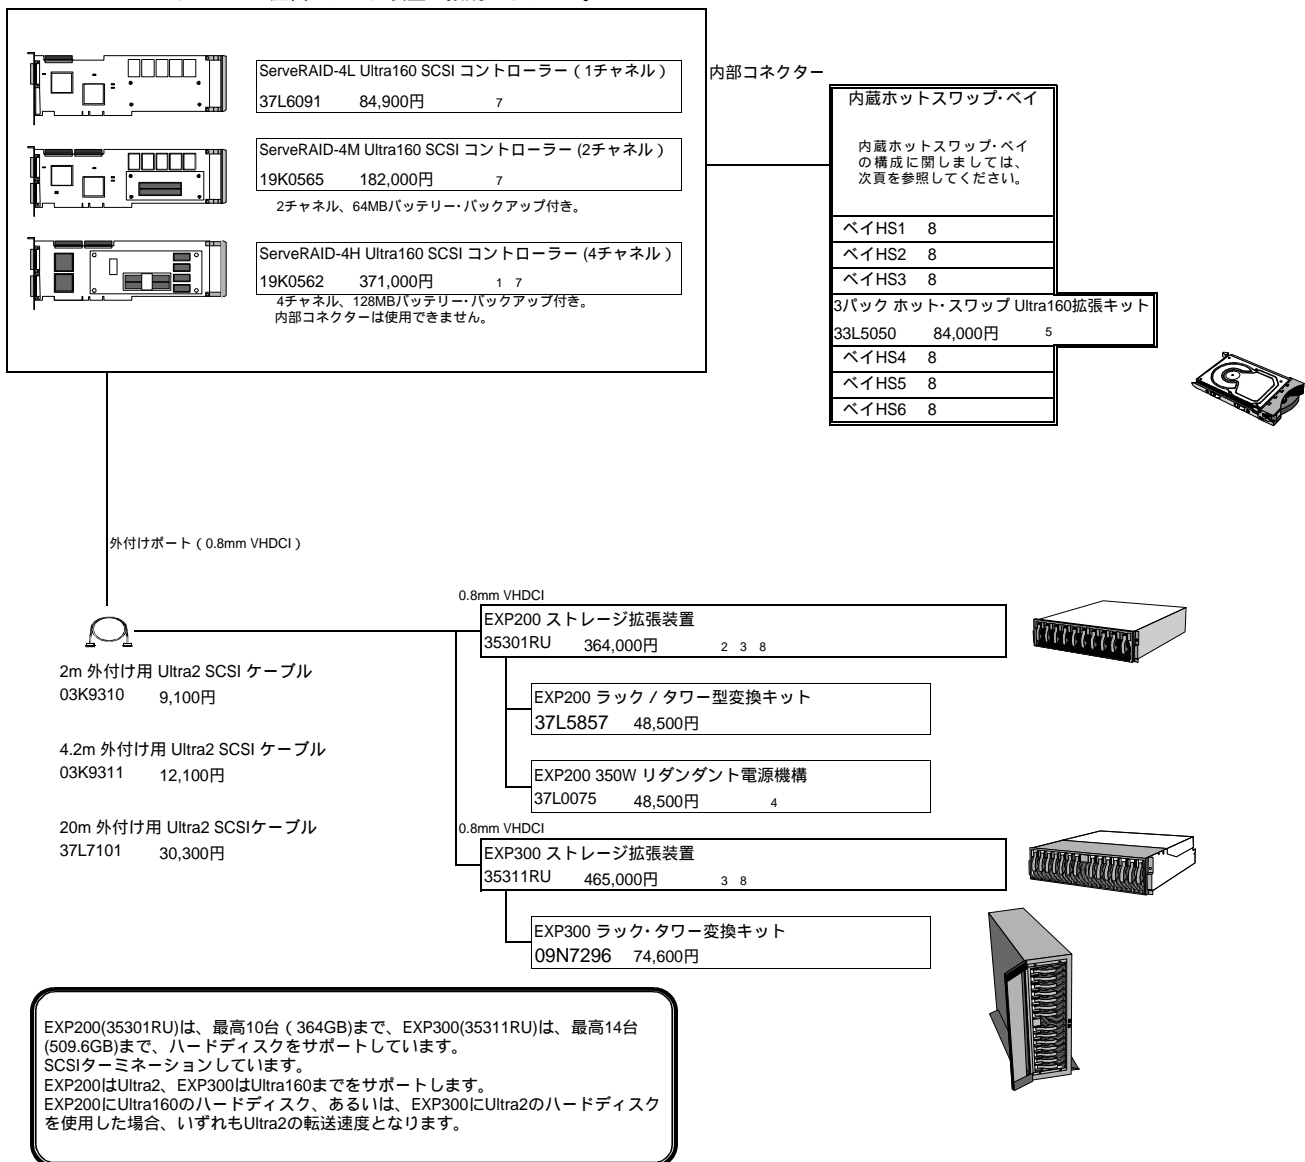 ServeRAID-4L Ultra160 SCSI コントローラー ( 1チャネル )
37L6091 84,900円 7
ServeRAID-4M Ultra160 SCSI コントローラー (2チャネル )
19K0565 182,000円 7
2チャネル、64MBバッテリー・バックアップ付き。
ServeRAID-4H Ultra160 SCSI コントローラー (4チャネル )
19K0562 371,000円 1 7
4チャネル、128MBバッテリー・バックアップ付き。
内部コネクターは使用できません。
内部コネクター
内蔵ホットスワップ・ベイ
内蔵ホットスワップ・ベイ
の構成に関しましては、
次頁を参照してください。
ベイHS1 8
ベイHS2 8
ベイHS3 8
3パック ホット・スワップ Ultra160拡張キット
33L5050 84,000円 5
ベイHS4 8
ベイHS5 8
ベイHS6 8
外付けポート ( 0.8mm VHDCI )
2m 外付け用 Ultra2 SCSI ケーブル
03K9310 9,100円
4.2m 外付け用 Ultra2 SCSI ケーブル
03K9311 12,100円
20m 外付け用 Ultra2 SCSIケーブル
37L7101 30,300円
0.8mm VHDCI
EXP200 ストレージ拡張装置
35301RU 364,000円 2 3 8
EXP200 ラック / タワー型変換キット
37L5857 48,500円
EXP200 350W リダンダント電源機構
37L0075 48,500円 4
0.8mm VHDCI
EXP300 ストレージ拡張装置
35311RU 465,000円 3 8
EXP300 ラック・タワー変換キット
09N7296 74,600円
EXP200(35301RU)は、最高10台 ( 364GB)まで、EXP300(35311RU)は、最高14台
(509.6GB)まで、ハードディスクをサポートしています。
SCSIターミネーションしています。
EXP200はUltra2、EXP300はUltra160までをサポートします。
EXP200にUltra160のハードディスク、あるいは、EXP300にUltra2のハードディスク
を使用した場合、いずれもUltra2の転送速度となります。